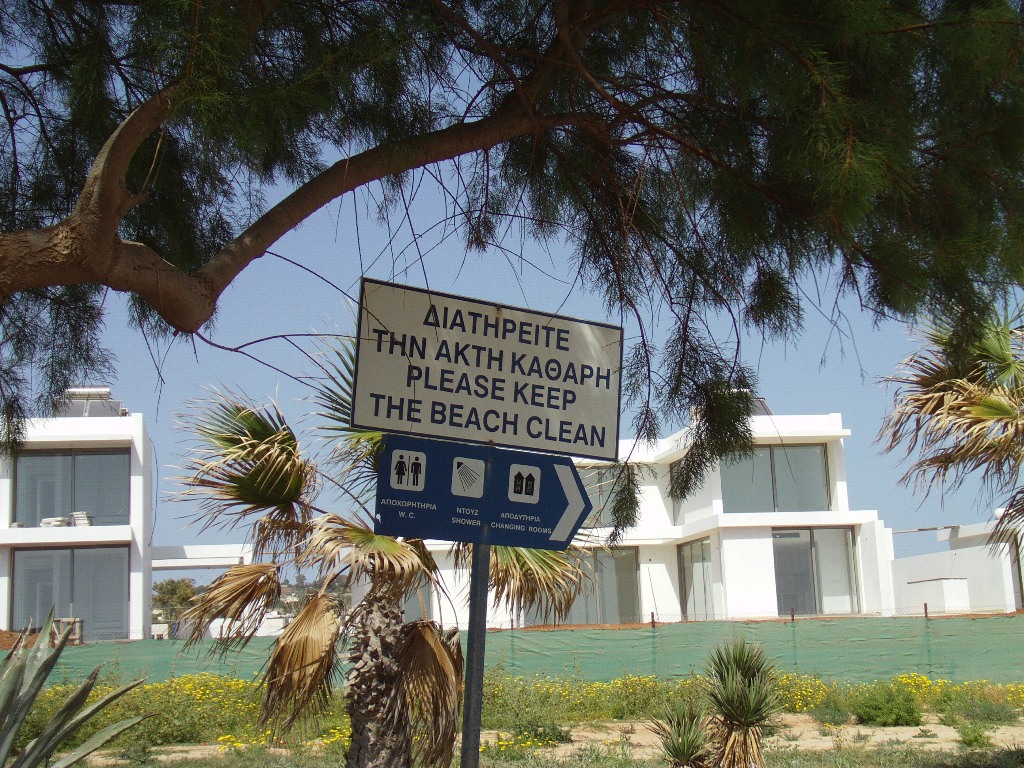 ΔΙΑΤΗΡΕΙΤΕ
ΤΗΝ ΑΚΤΗ ΚΑΘΑΡΗ
PLEASE KEEP
THE BEACH CLEAN
ΑΠΟΧΩΡΗΤΗΡΙΑ
W. C.
ΝΤΟΥΖ
SHOWER
ΑΠΟΔΥΤΗΡΙΑ
CHANGING ROOMS